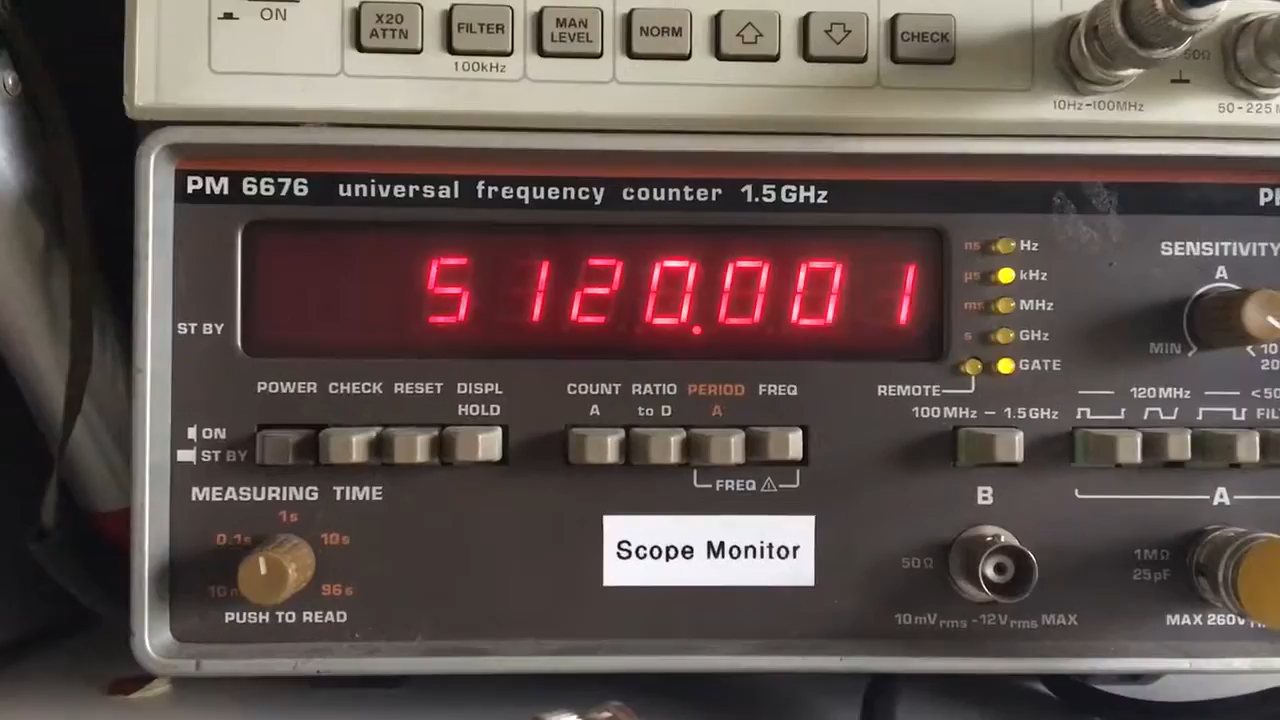 ON
X20
ATTN
FILTER
100kHz
MAN
LEVEL
NORM
CHECK
50Ω
10Hz-100MHz
50-225
PM 6676 universal frequency counter 1.5GHz
ST BY
5120.001
ns Hz
µs kHz
ms MHz
s GHz
GATE
REMOTE
SENSITIVITY
A
MIN
POWER CHECK RESET DISPL
HOLD
COUNT
A
RATIO
to D
PERIOD
A
FREQ
FREQ
ON
ST BY
MEASURING TIME
0.1s
1s
10s
96s
PUSH TO READ
Scope Monitor
100MHz – 1.5GHz
B
50Ω
10mVrms -12Vrms MAX
120MHz
A
1MΩ
25pF
MAX 260V